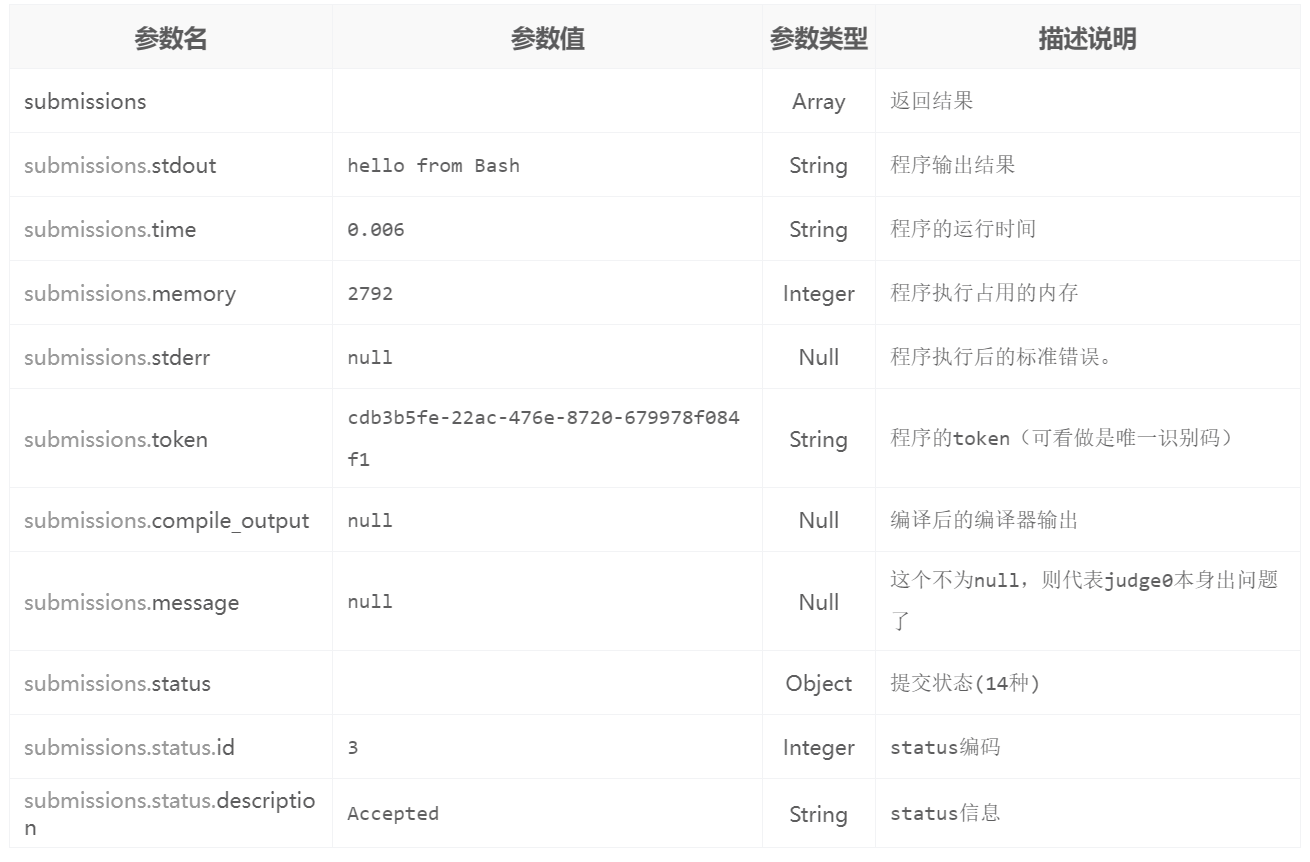 参数名 参数值 参数类型 描述说明
submissions Array 返回结果
submissions.stdout hello from Bash String 程序输出结果
submissions.time 0.006 String 程序的运行时间
submissions.memory 2792 Integer 程序执行占用的内存
submissions.stderr null Null 程序执行后的标准错误。
cdb3b5fe-22ac-476e-8720-679978f084
submissions.token String 程序的token（可看做是唯一识别码）
f1
submissions.compile_output null Null 编译后的编译器输出
这个不为null，则代表judge0本身出问题
submissions.message null Null
了
submissions.status Object 提交状态(14种)
submissions.status.id 3 Integer status编码
submissions.status.descriptio
n Accepted String status信息